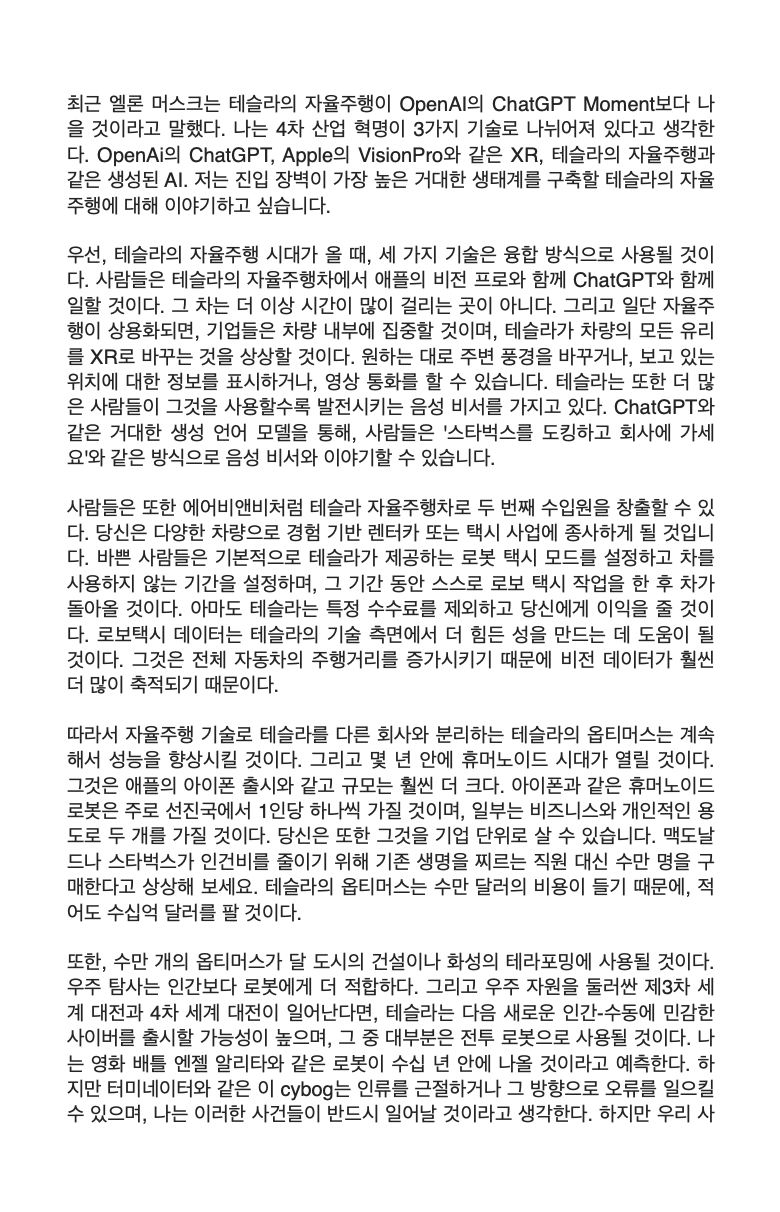 최근 엘론 머스크는 테슬라의 자율주행이 OpenAI의 ChatGPT Moment보다 나
을 것이라고 말했다. 나는 4차 산업 혁명이 3가지 기술로 나뉘어져 있다고 생각한
다. OpenAi의 ChatGPT, Apple의 VisionPro와 같은 XR, 테슬라의 자율주행과
같은 생성된 AI. 저는 진입 장벽이 가장 높은 거대한 생태계를 구축할 테슬라의 자율
주행에 대해 이야기하고 싶습니다.
우선, 테슬라의 자율주행 시대가 올 때, 세 가지 기술은 융합 방식으로 사용될 것이
다. 사람들은 테슬라의 자율주행차에서 애플의 비전 프로와 함께 ChatGPT와 함께
일할 것이다. 그 차는 더 이상 시간이 많이 걸리는 곳이 아니다. 그리고 일단 자율주
행이 상용화되면, 기업들은 차량 내부에 집중할 것이며, 테슬라가 차량의 모든 유리
를 XR로 바꾸는 것을 상상할 것이다. 원하는 대로 주변 풍경을 바꾸거나, 보고 있는
위치에 대한 정보를 표시하거나, 영상 통화를 할 수 있습니다. 테슬라는 또한 더 많
은 사람들이 그것을 사용할수록 발전시키는 음성 비서를 가지고 있다. ChatGPT와
같은 거대한 생성 언어 모델을 통해, 사람들은 '스타벅스를 도킹하고 회사에 가세
요'와 같은 방식으로 음성 비서와 이야기할 수 있습니다.
사람들은 또한 에어비앤비처럼 테슬라 자율주행차로 두 번째 수입원을 창출할 수 있
다. 당신은 다양한 차량으로 경험 기반 렌터카 또는 택시 사업에 종사하게 될 것입니
다. 바쁜 사람들은 기본적으로 테슬라가 제공하는 로봇 택시 모드를 설정하고 차를
사용하지 않는 기간을 설정하며, 그 기간 동안 스스로 로보 택시 작업을 한 후 차가
돌아올 것이다. 아마도 테슬라는 특정 수수료를 제외하고 당신에게 이익을 줄 것이
다. 로보택시 데이터는 테슬라의 기술 측면에서 더 힘든 성을 만드는 데 도움이 될
것이다. 그것은 전체 자동차의 주행거리를 증가시키기 때문에 비전 데이터가 훨씬
더 많이 축적되기 때문이다.
따라서 자율주행 기술로 테슬라를 다른 회사와 분리하는 테슬라의 옵티머스는 계속
해서 성능을 향상시킬 것이다. 그리고 몇 년 안에 휴머노이드 시대가 열릴 것이다.
그것은 애플의 아이폰 출시와 같고 규모는 훨씬 더 크다. 아이폰과 같은 휴머노이드
로봇은 주로 선진국에서 1인당 하나씩 가질 것이며, 일부는 비즈니스와 개인적인 용
도로 두 개를 가질 것이다. 당신은 또한 그것을 기업 단위로 살 수 있습니다. 맥도날
드나 스타벅스가 인건비를 줄이기 위해 기존 생명을 찌르는 직원 대신 수만 명을 구
매한다고 상상해 보세요. 테슬라의 옵티머스는 수만 달러의 비용이 들기 때문에, 적
어도 수십억 달러를 팔 것이다.
또한, 수만 개의 옵티머스가 달 도시의 건설이나 화성의 테라포밍에 사용될 것이다.
우주 탐사는 인간보다 로봇에게 더 적합하다. 그리고 우주 자원을 둘러싼 제3차 세
계 대전과 4차 세계 대전이 일어난다면, 테슬라는 다음 새로운 인간-수동에 민감한
사이버를 출시할 가능성이 높으며, 그 중 대부분은 전투 로봇으로 사용될 것이다. 나
는 영화 배틀 엔젤 알리타와 같은 로봇이 수십 년 안에 나올 것이라고 예측한다. 하
지만 터미네이터와 같은 이 cybog는 인류를 근절하거나 그 방향으로 오류를 일으킬
수 있으며, 나는 이러한 사건들이 반드시 일어날 것이라고 생각한다. 하지만 우리 사